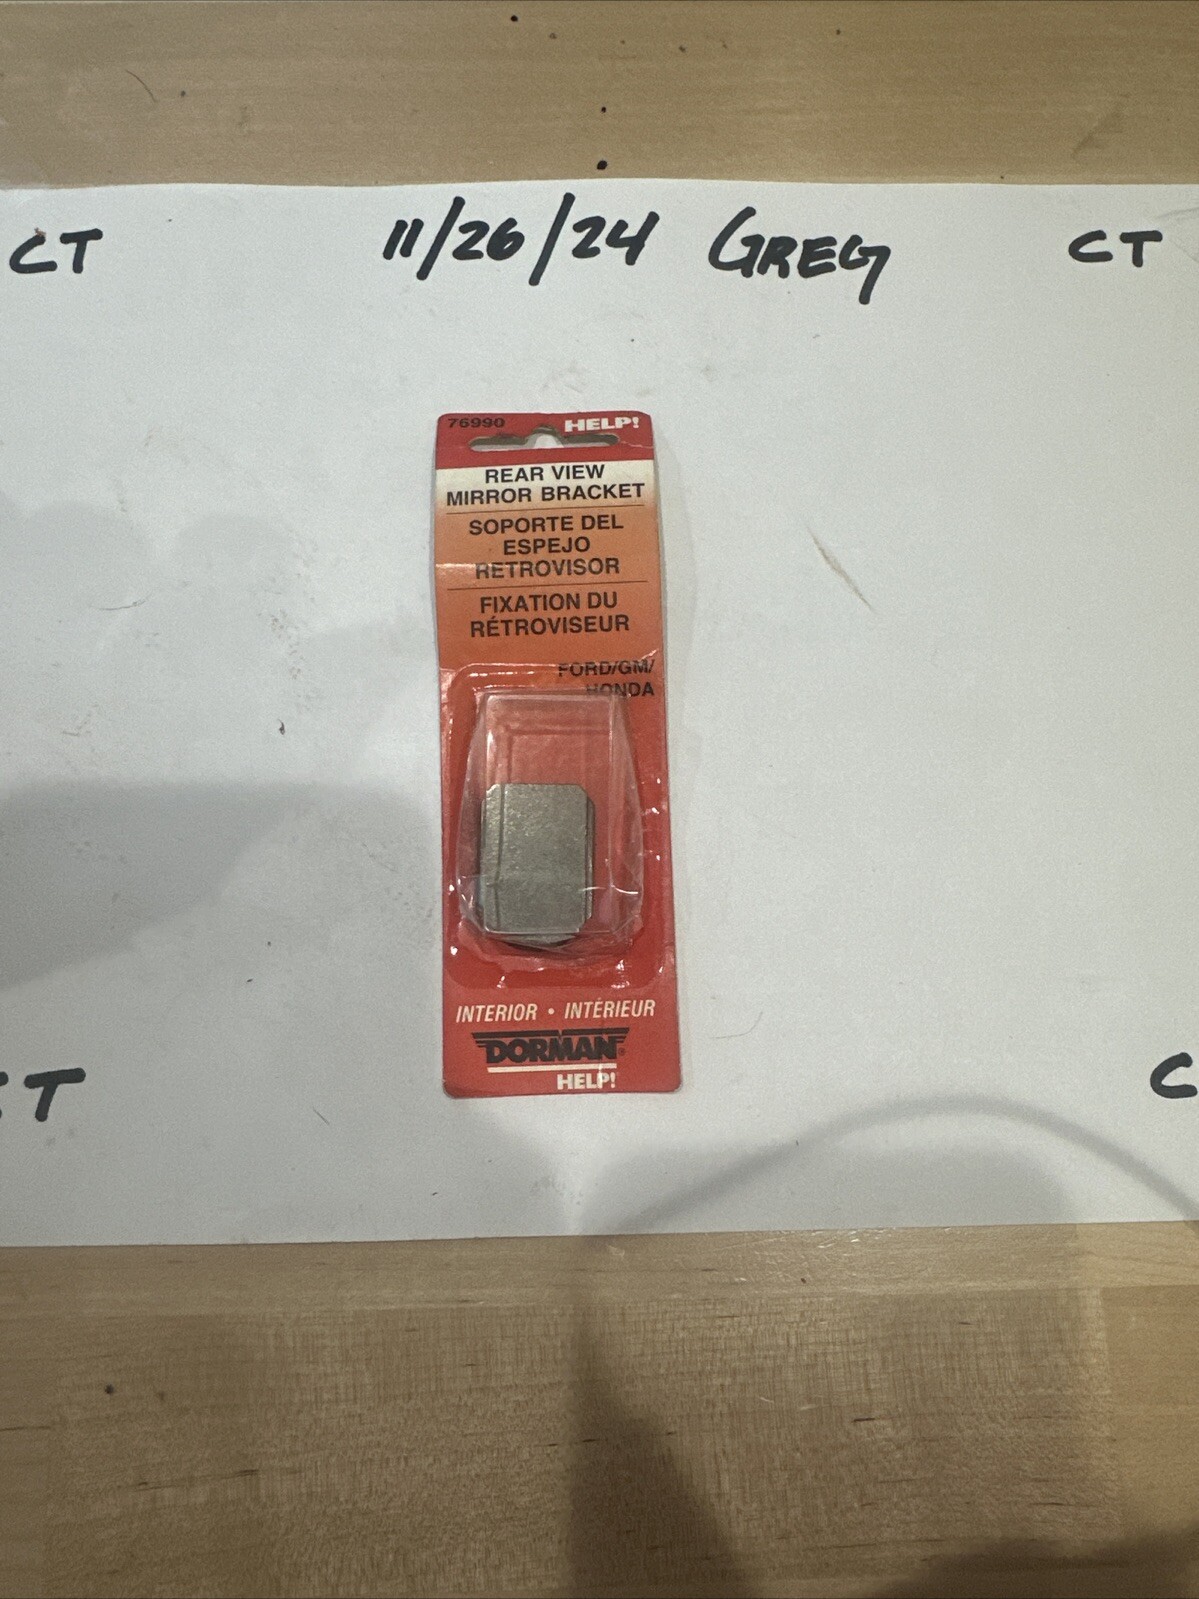 CT 11/26/24 GREG CT
76990 HELP!
REAR VIEW
MIRROR BRACKET
SOPORTE DEL
ESPEJO
RETROVISOR
FIXATION DU
RÉTROVISEUR
FORD/GM/
HONDA
INTERIOR • INTÉRIEUR
DORMAN®
HELP!
CT C